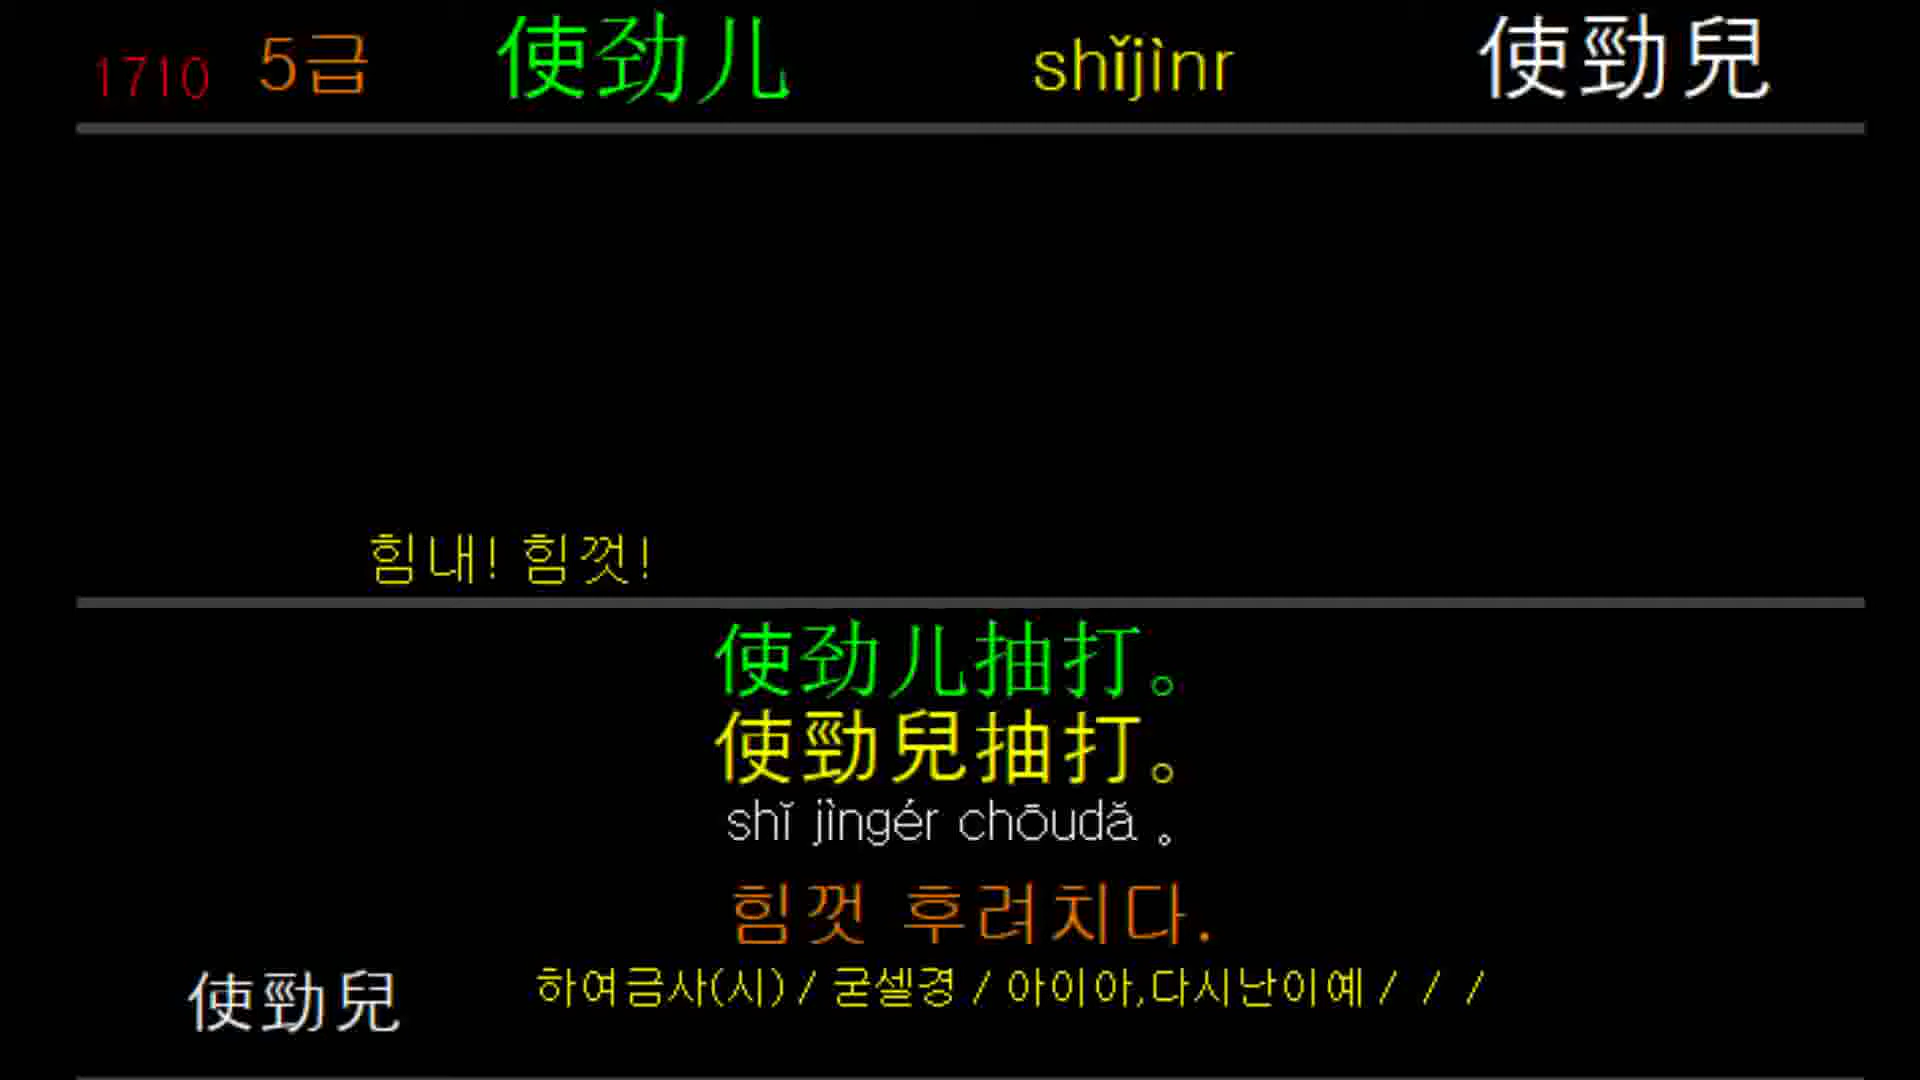 1710 5급 使劲儿 shǐjìnr 使勁兒
힘내! 힘껏!
使劲儿抽打。
使勁兒抽打。
shĭ jìngér chōudă 。
힘껏 후려치다.
使勁兒 하여금사(시) / 굳셀경 / 아이아,다시난이예 / / /